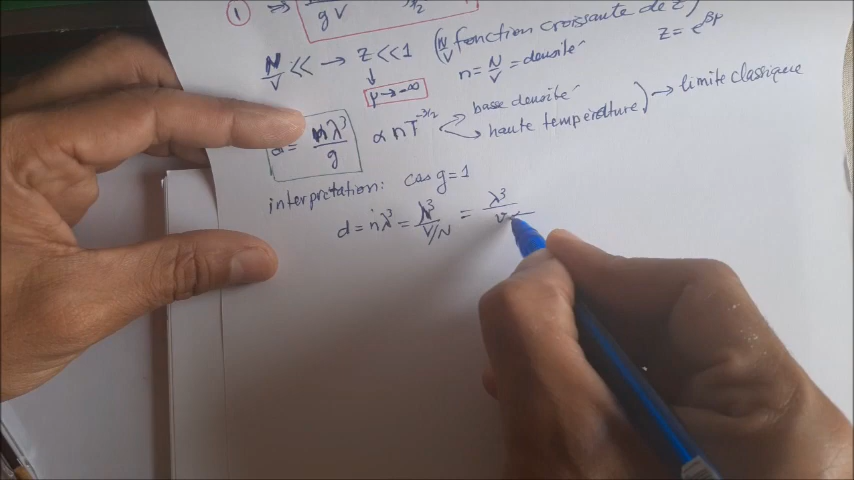 ① ⇒ gV
N/V ≪ → z ≪ 1 (N/V fonction croissante de z) z = e^βμ
↓ n = N/V = densité
μ → -∞
d = nλ³/g ∝ nT^-3/2 basse densité
haute température → limite classique
interpretation: cas g = 1
d = nλ³ = λ³/V/N = λ³/v